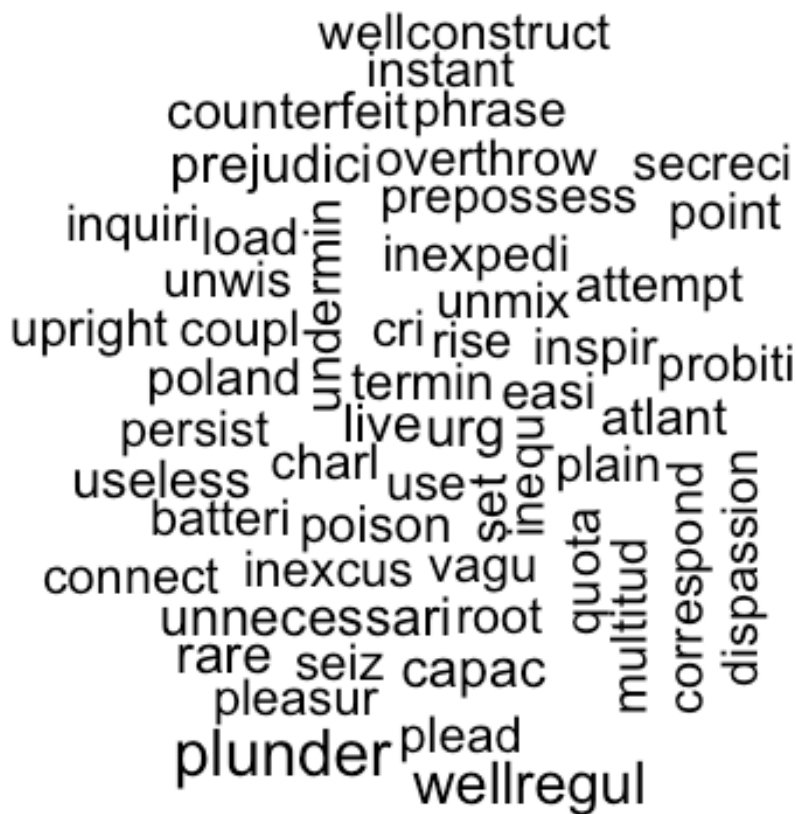 wellconstruct
instant
counterfeit phrase
prejudici overthrow secreci
prepossess point
inquiri load undermin
inexpedi
unwis unmix attempt
upright coupl cri rise inspir probiti
poland termin easi
persist live urg inequ atlant
useless charl use set plain
batteri poison
connect inexcus vagu quota multitud correspond dispassion
unnecessari root
rare seiz capac
pleasur
plunder plead
wellregul